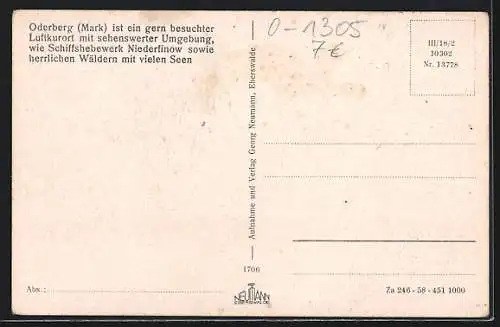 Oderberg (Mark) ist ein gern besuchter
Luftkurort mit sehenswerter Umgebung,
wie Schiffshebewerk Niederfinow sowie
herrlichen Wäldern mit vielen Seen
0-1305
7€
III/18/2
10302
Nr. 13778
Aufnahme und Verlag Georg Neumann, Eberswalde
1706
Abs.:
NEUMANN
EBERSWALDE
Za 246-58-451 1000